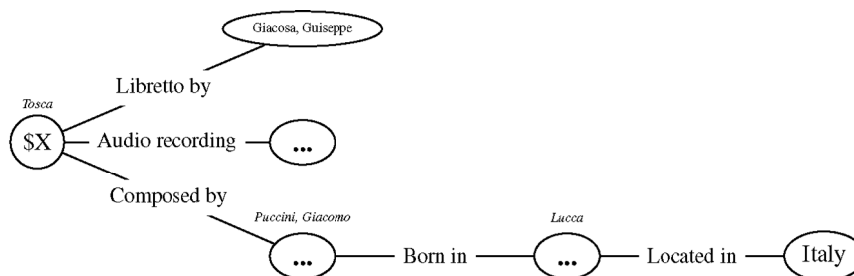 Giacosa, Guiseppe
Libretto by
Tosca
$X
Audio recording
...
Composed by
Puccini, Giacomo
Lucca
... Born in ... Located in Italy